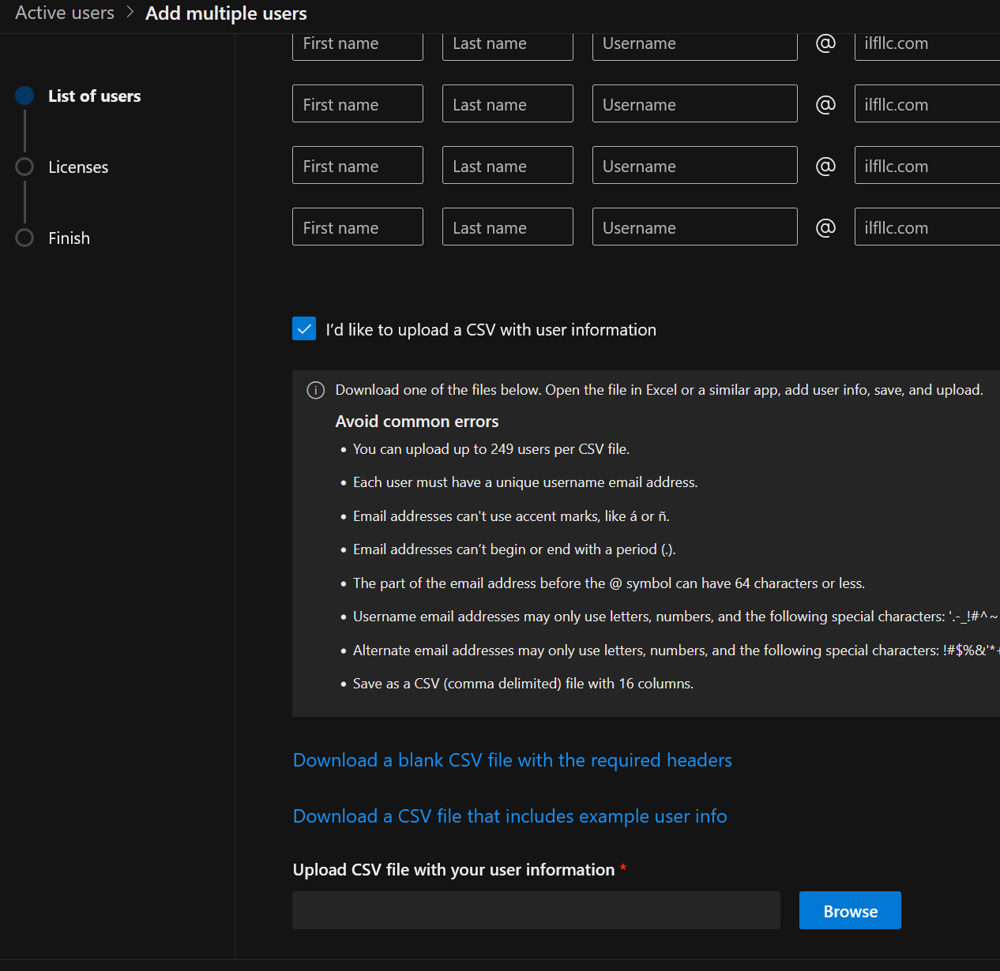 Active users > Add multiple users
First name Last name Username @ ilfllc.com
List of users
First name Last name Username @ ilfllc.com
Licenses
First name Last name Username @ ilfllc.com
Finish
First name Last name Username @ ilfllc.com
I’d like to upload a CSV with user information
Download one of the files below. Open the file in Excel or a similar app, add user info, save, and upload.
Avoid common errors
• You can upload up to 249 users per CSV file.
• Each user must have a unique username email address.
• Email addresses can't use accent marks, like á or ñ.
• Email addresses can’t begin or end with a period (.).
• The part of the email address before the @ symbol can have 64 characters or less.
• Username email addresses may only use letters, numbers, and the following special characters: '.-_!#^~
• Alternate email addresses may only use letters, numbers, and the following special characters: !#$%&'*+
• Save as a CSV (comma delimited) file with 16 columns.
Download a blank CSV file with the required headers
Download a CSV file that includes example user info
Upload CSV file with your user information *
Browse